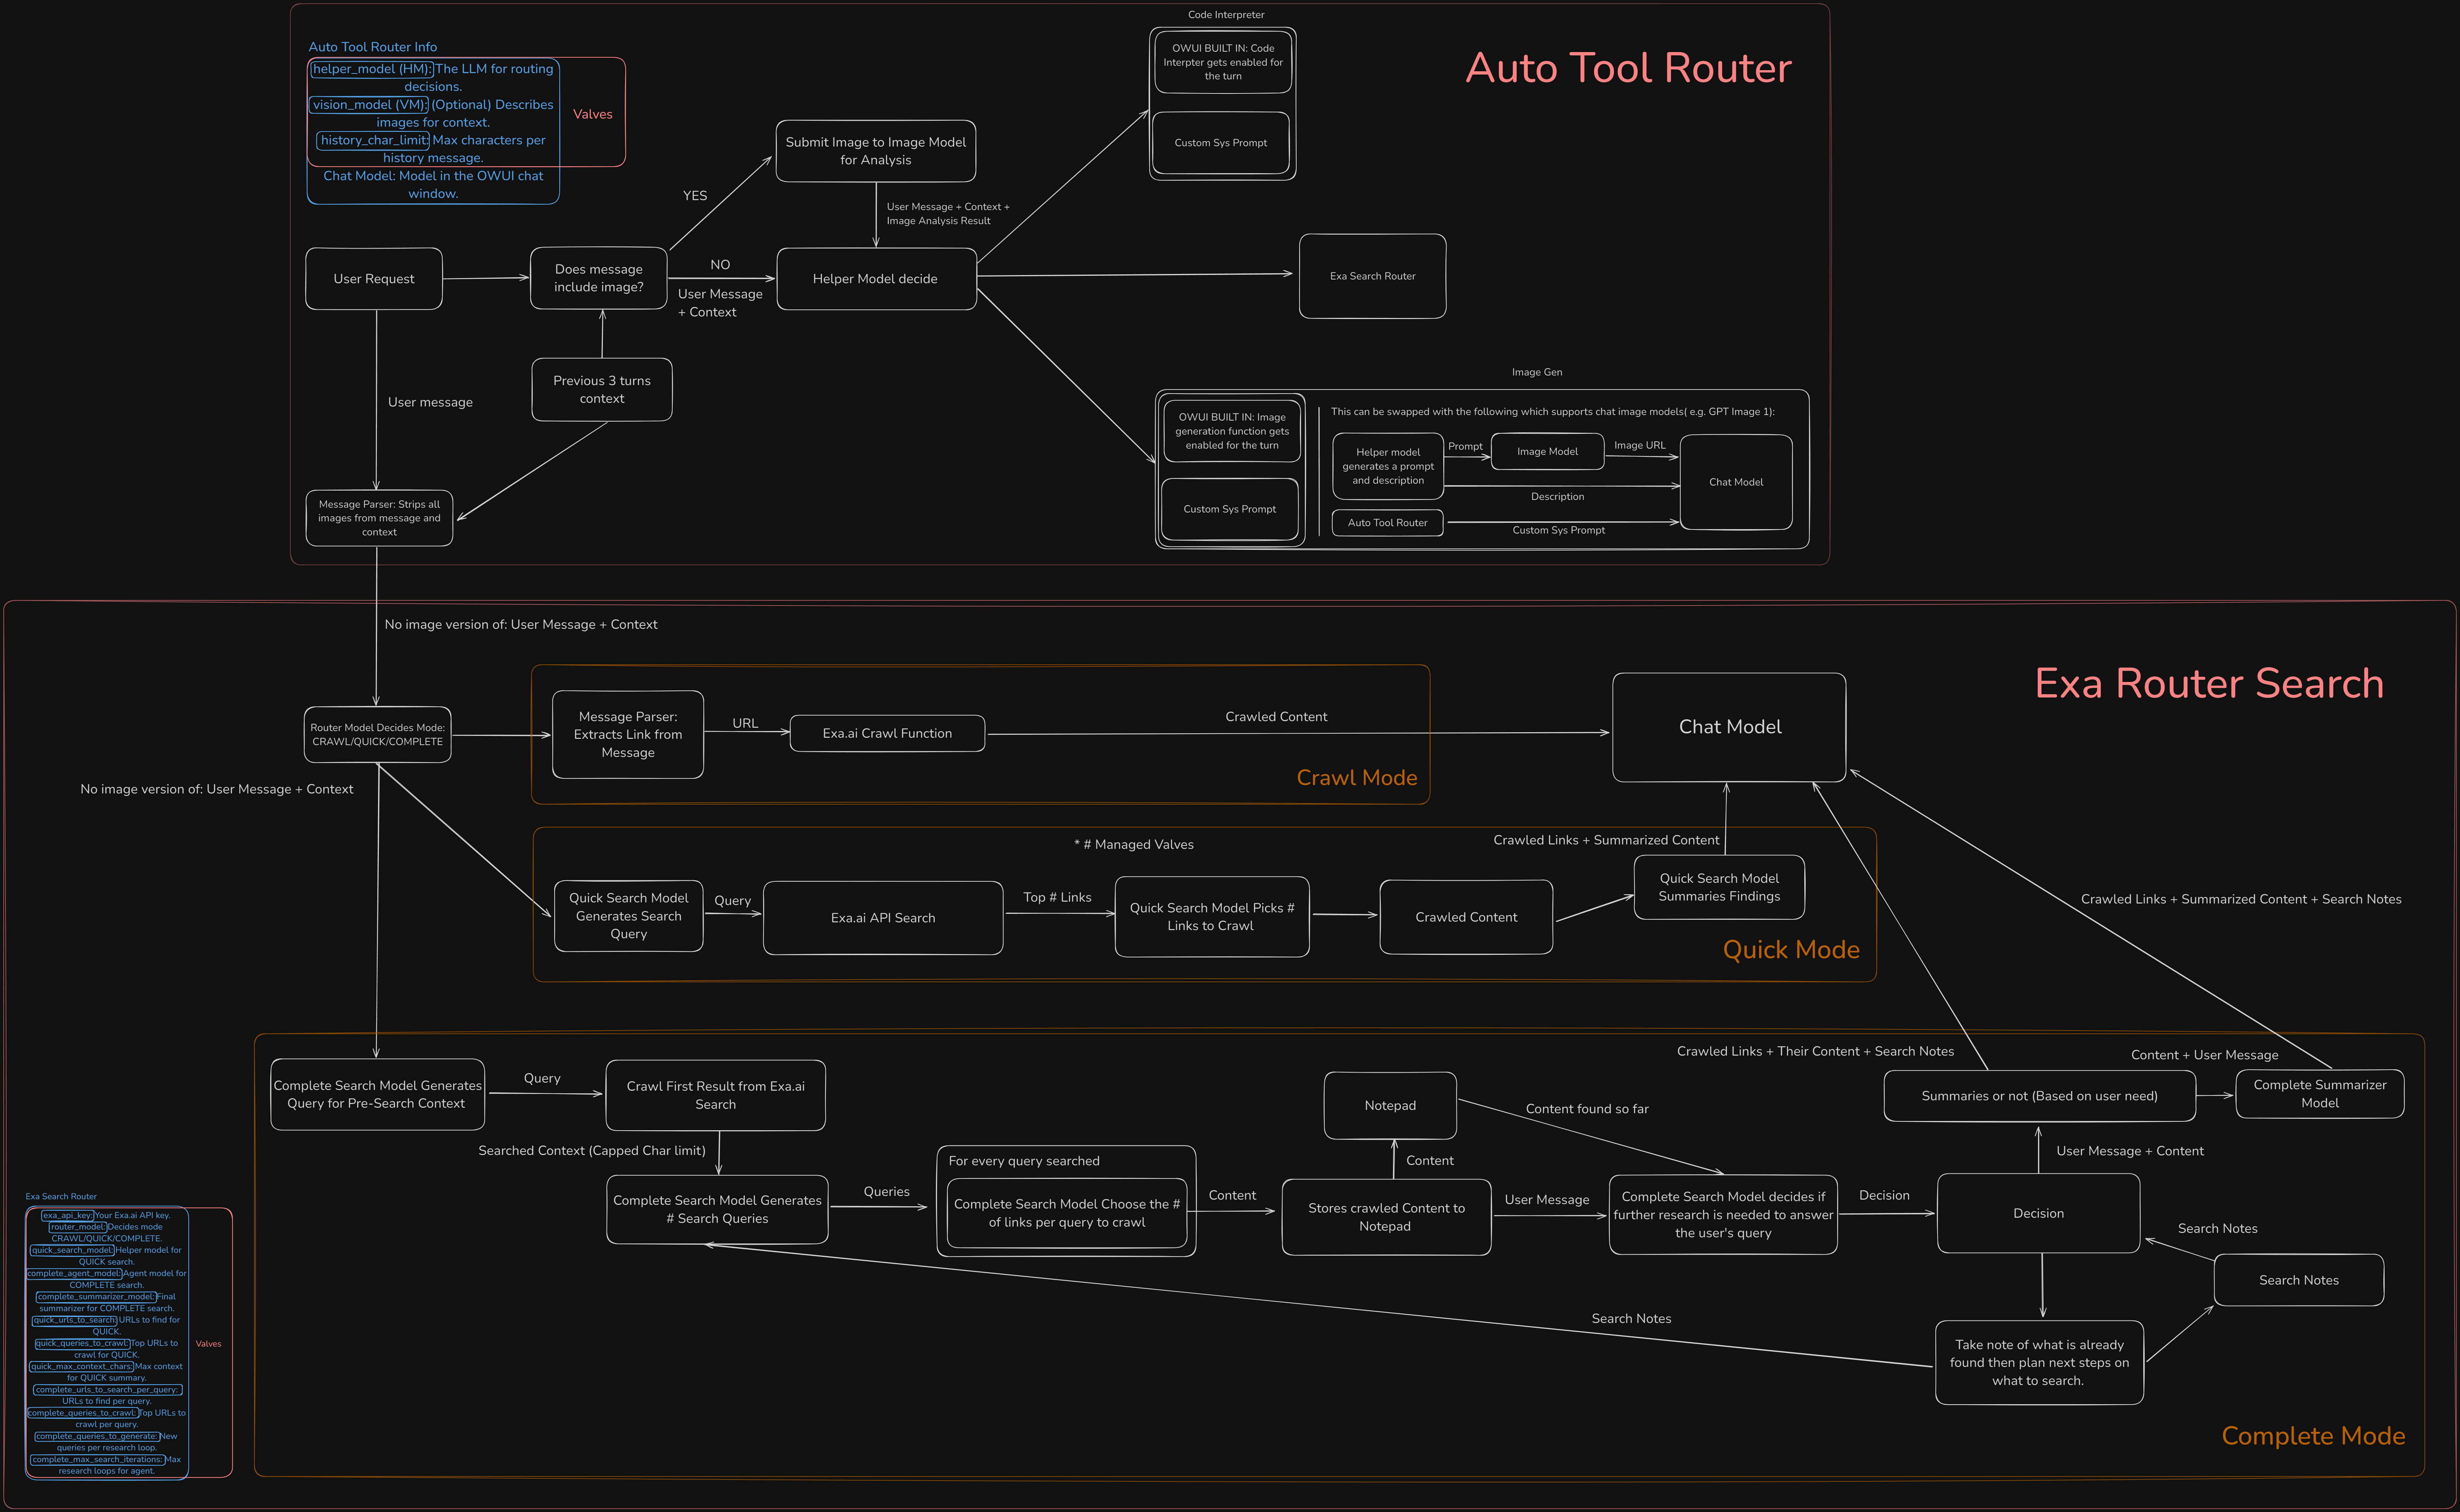 Code Interpreter
Auto Tool Router
OWUI BUILT IN: Code
Interpter gets enabled for
the turn
Custom Sys Prompt
Auto Tool Router Info
helper_model (HM): The LLM for routing
decisions.
vision_model (VM): (Optional) Describes
images for context.
history_char_limit: Max characters per
history message.
Chat Model: Model in the OWUI chat
window.
Valves
Submit Image to Image Model
for Analysis
YES
User Message + Context +
Image Analysis Result
User Request
Does message
include image?
NO
User Message
+ Context
Helper Model decide
Exa Search Router
Previous 3 turns
context
User message
Message Parser: Strips all
images from message and
context
Image Gen
OWUI BUILT IN: Image
generation function gets
enabled for the turn
Custom Sys Prompt
This can be swapped with the following which supports chat image models( e.g. GPT Image 1):
Helper model
generates a prompt
and description
Prompt
Image Model
Image URL
Chat Model
Description
Auto Tool Router
Custom Sys Prompt
No image version of: User Message + Context
Exa Router Search
Router Model Decides Mode:
CRAWL/QUICK/COMPLETE
Message Parser:
Extracts Link from
Message
URL
Exa.ai Crawl Function
Crawled Content
Crawl Mode
Chat Model
No image version of: User Message + Context
* # Managed Valves
Crawled Links + Summarized Content
Quick Search Model
Generates Search
Query
Query
Exa.ai API Search
Top # Links
Quick Search Model Picks #
Links to Crawl
Crawled Content
Quick Search Model
Summaries Findings
Quick Mode
Crawled Links + Summarized Content + Search Notes
Complete Search Model Generates
Query for Pre-Search Context
Query
Crawl First Result from Exa.ai
Search
Searched Context (Capped Char limit)
Complete Search Model Generates
# Search Queries
Queries
For every query searched
Complete Search Model Choose the #
of links per query to crawl
Content
Notepad
Content
Stores crawled Content to
Notepad
Content found so far
User Message
Complete Search Model decides if
further research is needed to answer
the user's query
Decision
Decision
Crawled Links + Their Content + Search Notes
Content + User Message
Summaries or not (Based on user need)
Complete Summarizer
Model
User Message + Content
Search Notes
Search Notes
Search Notes
Take note of what is already
found then plan next steps on
what to search.
Complete Mode
Exa Search Router
exa_api_key: Your Exa.ai API key.
router_model: Decides mode
CRAWL/QUICK/COMPLETE.
quick_search_model: Helper model for
QUICK search.
complete_agent_model: Agent model for
COMPLETE search.
complete_summarizer_model: Final
summarizer for COMPLETE search.
quick_urls_to_search: URLs to find for
QUICK.
quick_queries_to_crawl: Top URLs to
crawl for QUICK.
quick_max_context_chars: Max context
for QUICK summary.
complete_urls_to_search_per_query:
URLs to find per query.
complete_queries_to_crawl: Top URLs to
crawl per query.
complete_queries_to_generate: New
queries per research loop.
complete_max_search_iterations: Max
research loops for agent.
Valves